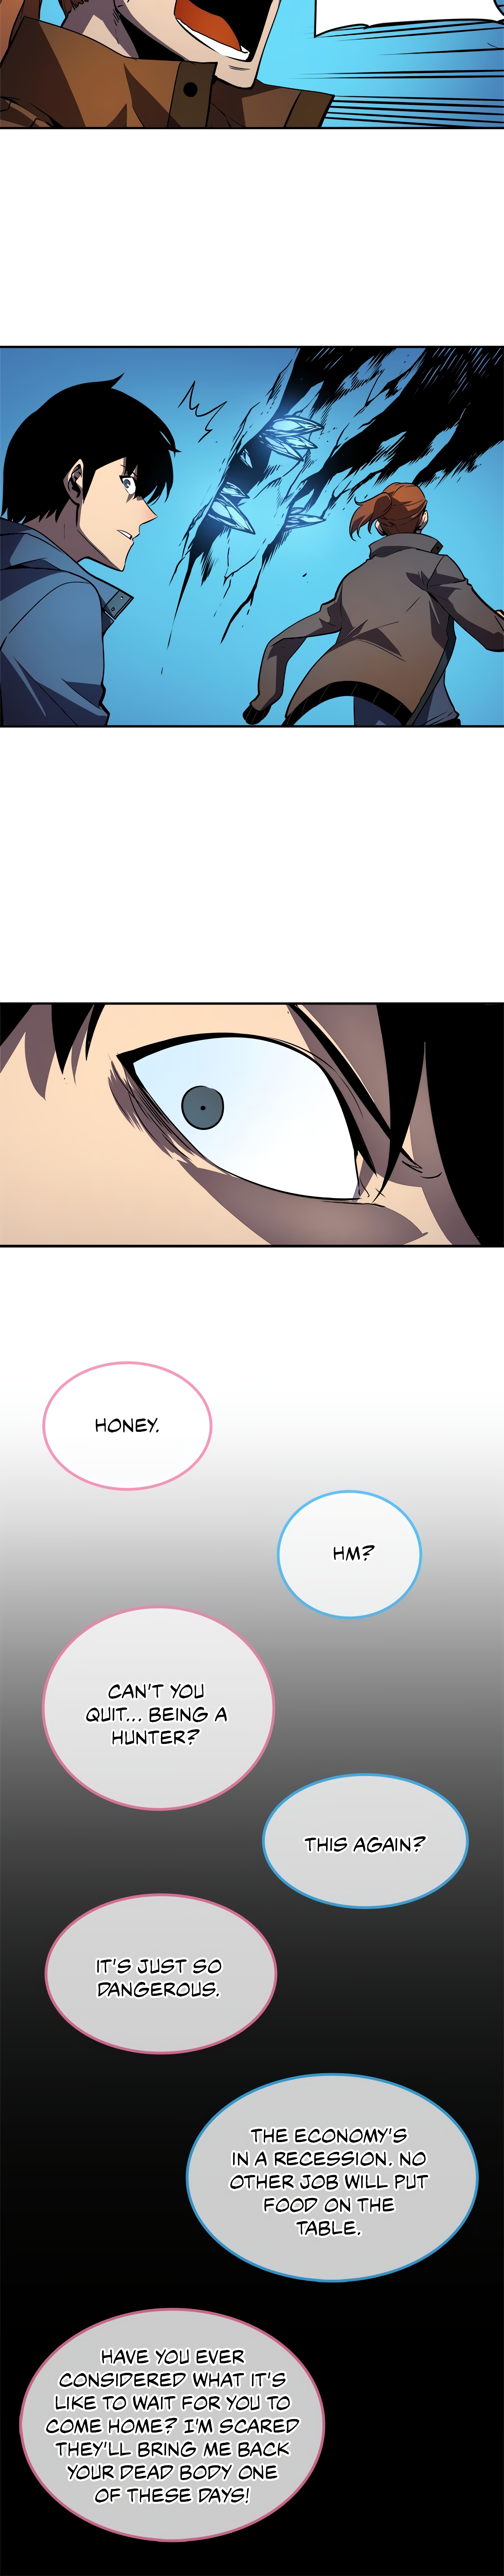 HONEY.
HM?
CAN'T YOU
QUIT... BEING A
HUNTER?
THIS AGAIN?
IT'S JUST SO
DANGEROUS.
THE ECONOMY'S
IN A RECESSION. NO
OTHER JOB WILL PUT
FOOD ON THE
TABLE.
HAVE YOU EVER
CONSIDERED WHAT IT'S
LIKE TO WAIT FOR YOU TO
COME HOME? I'M SCARED
THEY'LL BRING ME BACK
YOUR DEAD BODY ONE
OF THESE DAYS!